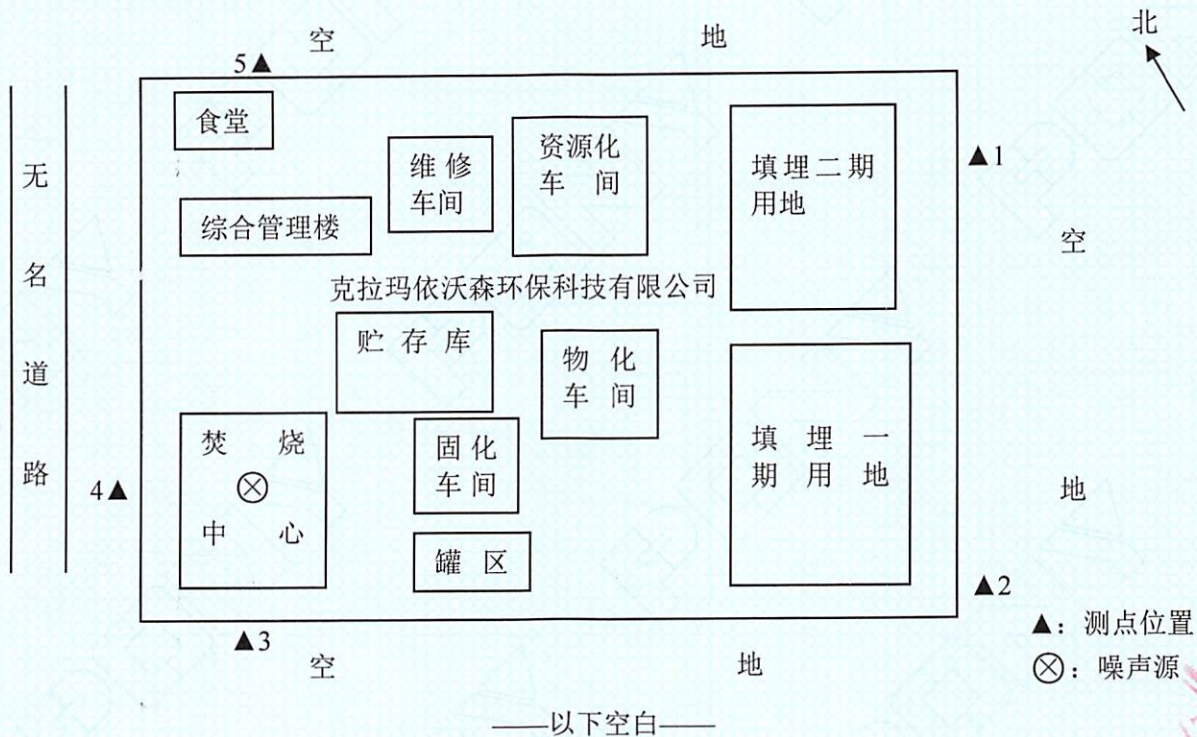 北
空 地
5▲
食堂
维 修
车间
资源化
车 间
填埋二期
用地
▲1
无
名
道
路
综合管理楼
空
地
克拉玛依沃森环保科技有限公司
贮 存 库
物 化
车 间
焚 烧
中 心
固 化
车 间
填 埋 一
期 用 地
4▲
罐 区
▲2
▲3
空 地
▲：测点位置
⊗：噪声源
——以下空白——